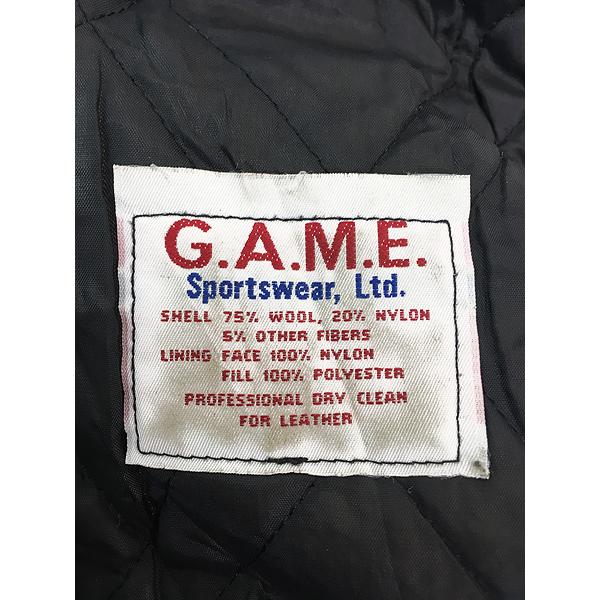 G.A.M.E.
Sportswear, Ltd.
SHELL 75% WOOL, 20% NYLON
5% OTHER FIBERS
LINING FACE 100% NYLON
FILL 100% POLYESTER
PROFESSIONAL DRY CLEAN
FOR LEATHER